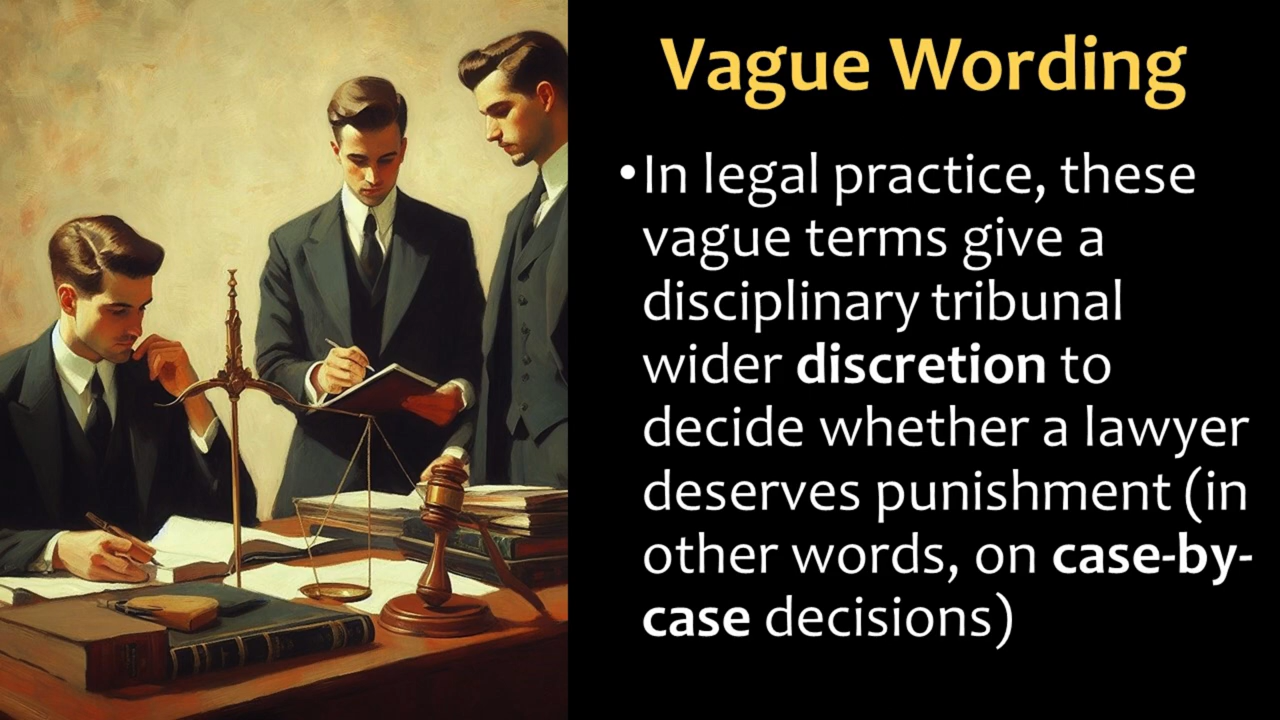 Vague Wording
•In legal practice, these
vague terms give a
disciplinary tribunal
wider discretion to
decide whether a lawyer
deserves punishment (in
other words, on case-by-
case decisions)